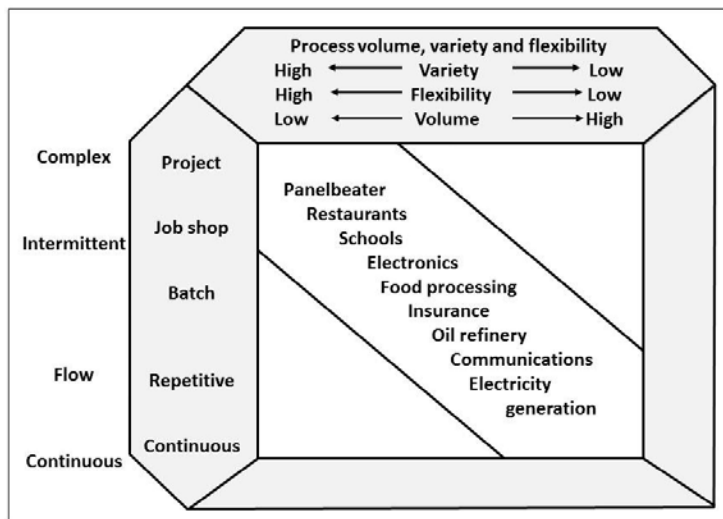 Process volume, variety and flexibility
High Variety Low
High Flexibility Low
Low Volume High
Complex
Intermittent
Flow
Continuous
Project
Job shop
Batch
Repetitive
Continuous
Panelbeater
Restaurants
Schools
Electronics
Food processing
Insurance
Oil refinery
Communications
Electricity
generation